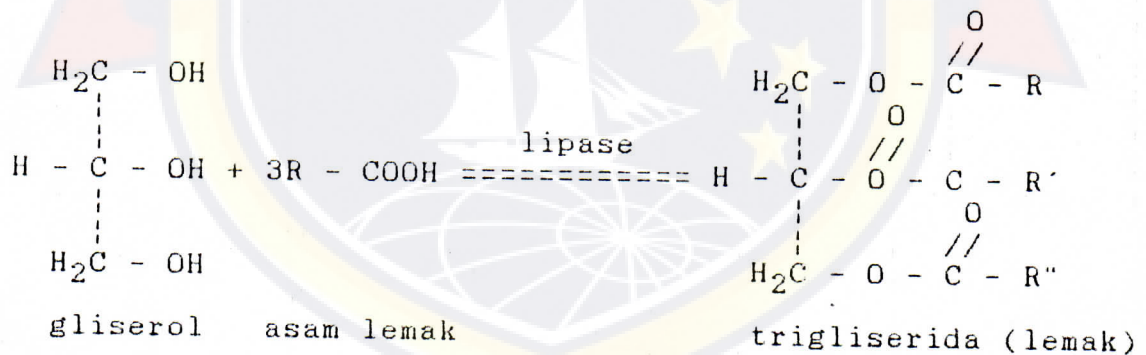 O
//
H₂C - OH H₂C - O - C - R
O
lipase //
H - C - OH + 3R - COOH ============ H - C - O - C - R´
O
//
H₂C - OH H₂C - O - C - R"
gliserol asam lemak trigliserida (lemak)